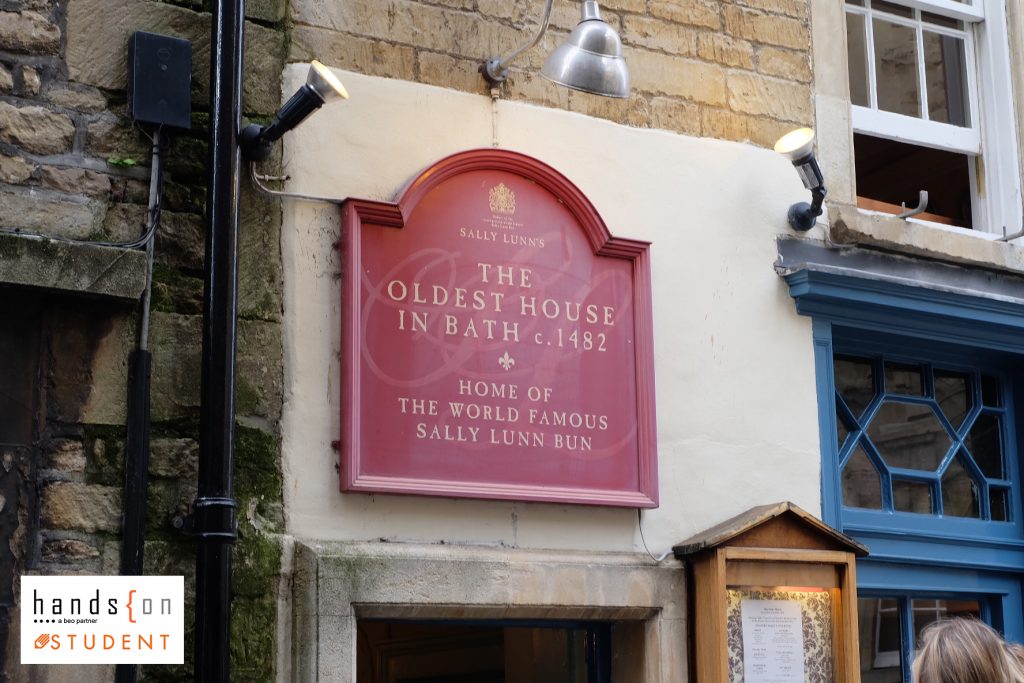 SALLY LUNN'S
THE
OLDEST HOUSE
IN BATH c.1482
HOME OF
THE WORLD FAMOUS
SALLY LUNN BUN
hands{on
a beo partner
STUDENT